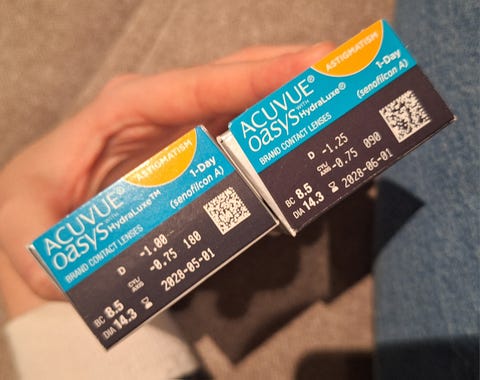 ASTIGMATISM
1-Day
ACUVUE®
OASYS WITH HydraLuxe™
(senofilcon A)
BRAND CONTACT LENSES
D -1.00
CYL/AXIS -0.75 180
BC 8.5
DIA 14.3 2028-05-01
ASTIGMATISM
1-Day
ACUVUE®
OASYS WITH HydraLuxe®
(senofilcon A)
BRAND CONTACT LENSES
D -1.25
CYL/AXIS -0.75 090
BC 8.5
DIA 14.3 2028-05-01